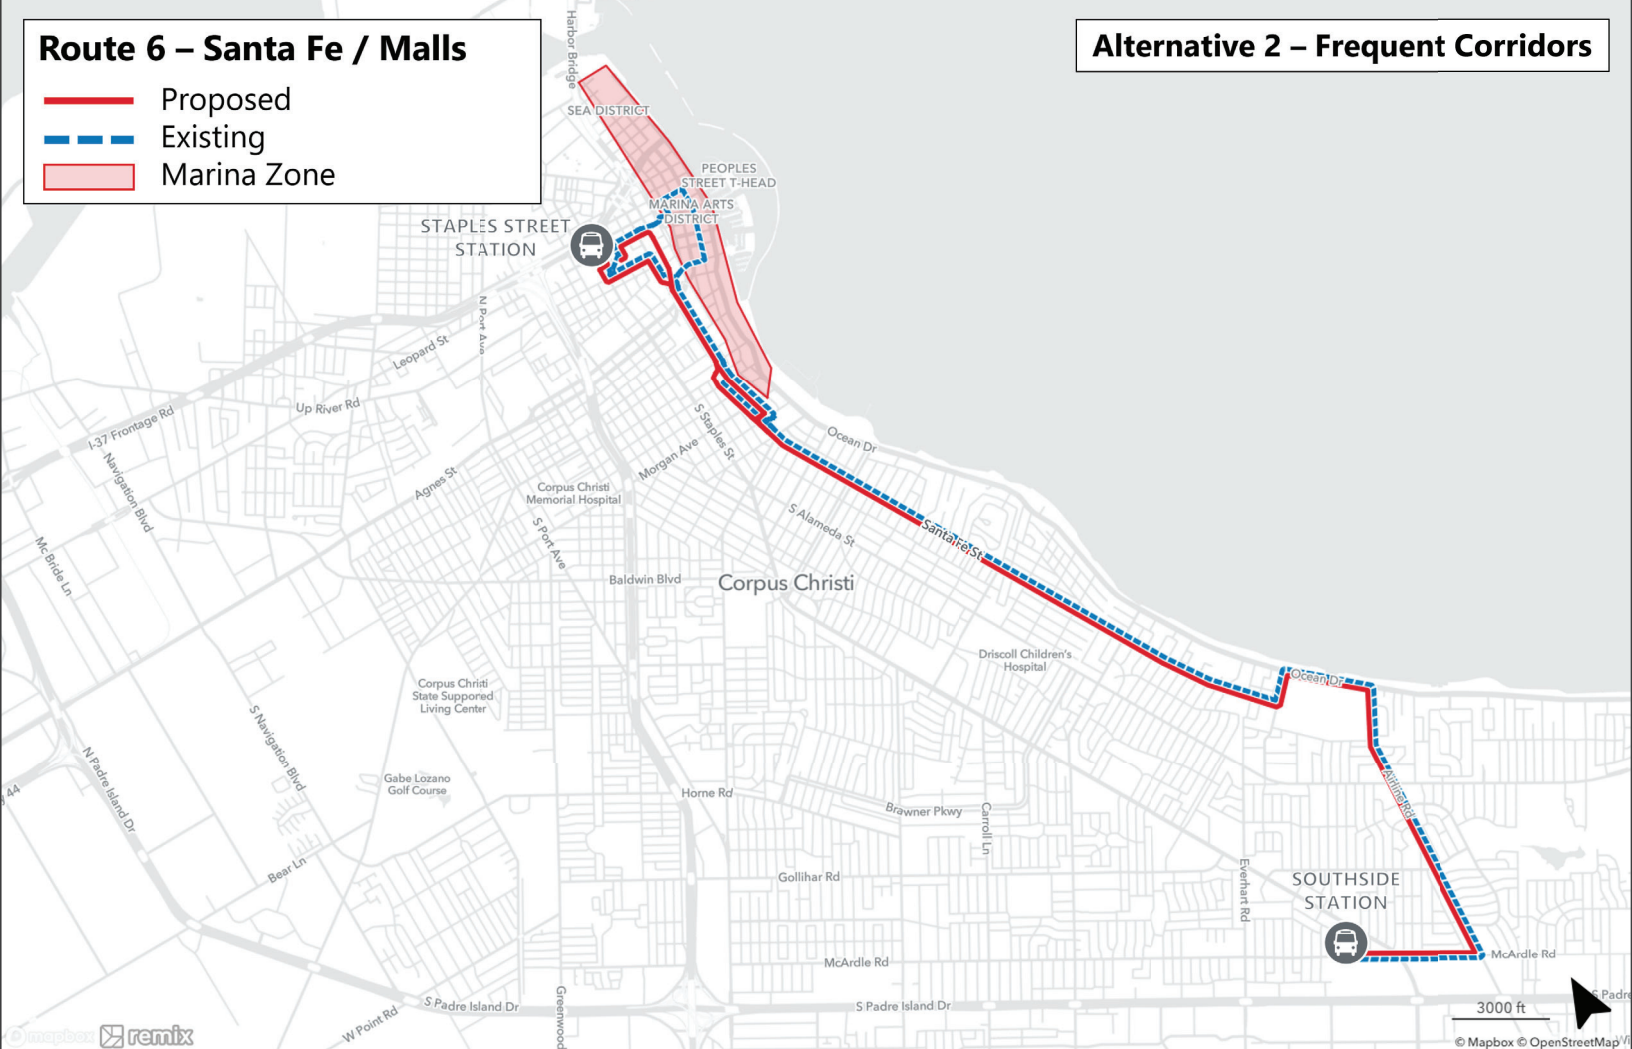 Route 6 – Santa Fe / Malls
Proposed
Existing
Marina Zone
Alternative 2 – Frequent Corridors
Harbor Bridge
SEA DISTRICT
PEOPLES
STREET T-HEAD
MARINA ARTS
DISTRICT
STAPLES STREET
STATION
N Port Ave
Leopard St
Up River Rd
I-37 Frontage Rd
Navigation Blvd
Agnes St
S Staples St
Morgan Ave
Ocean Dr
Corpus Christi
Memorial Hospital
S Port Ave
S Alameda St
Santa Fe St
Mc Bride Ln
Baldwin Blvd
Corpus Christi
Driscoll Children's
Hospital
Ocean Dr
Corpus Christi
State Suppored
Living Center
S Navigation Blvd
N Padre Island Dr
Gabe Lozano
Golf Course
Horne Rd
Brawner Pkwy
Carroll Ln
Airline Rd
y 44
Bear Ln
Gollihar Rd
Everhart Rd
SOUTHSIDE
STATION
McArdle Rd
McArdle Rd
Greenwood
S Padre Island Dr
S Padre Island Dr
S Padre
W Point Rd
3000 ft
mapbox
remix
© Mapbox © OpenStreetMap